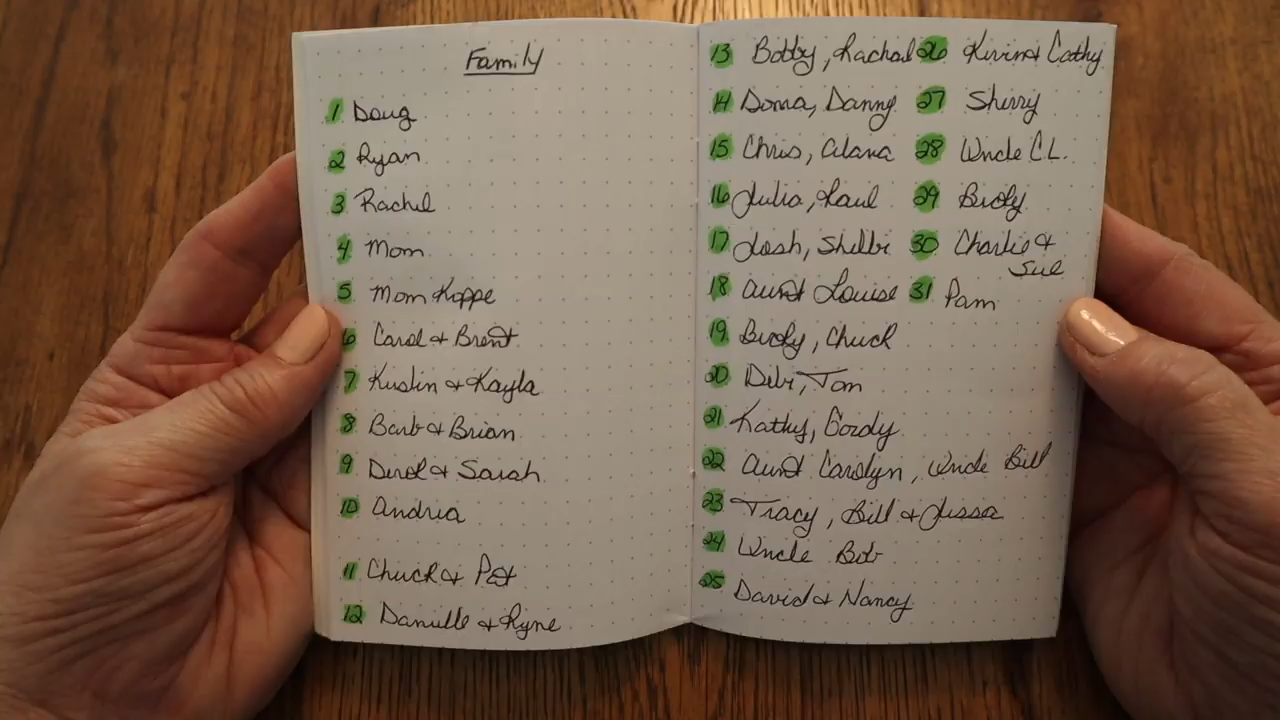 Family
1 Doug
2 Ryan
3 Rachel
4 Mom
5 Mom Koppe
6 Carol & Brent
7 Kristin & Kayla
8 Barb & Brian
9 Derol & Sarah
10 Andria
11 Chuck & Pat
12 Danielle & Ryne
13 Bobby, Rachael
14 Donna, Danny
15 Chris, Alana
16 Julia, Paul
17 Josh, Shelbi
18 Aunt Louise
19 Birdy, Chuck
20 Debi, Tom
21 Kathy, Gordy
22 Aunt Carolyn, Uncle Bill
23 Tracy, Bill & Jessa
24 Uncle Bob
25 David & Nancy
26 Kevin & Cathy
27 Sherry
28 Uncle C.L.
29 Birdy
30 Charlie &
Sue
31 Pam